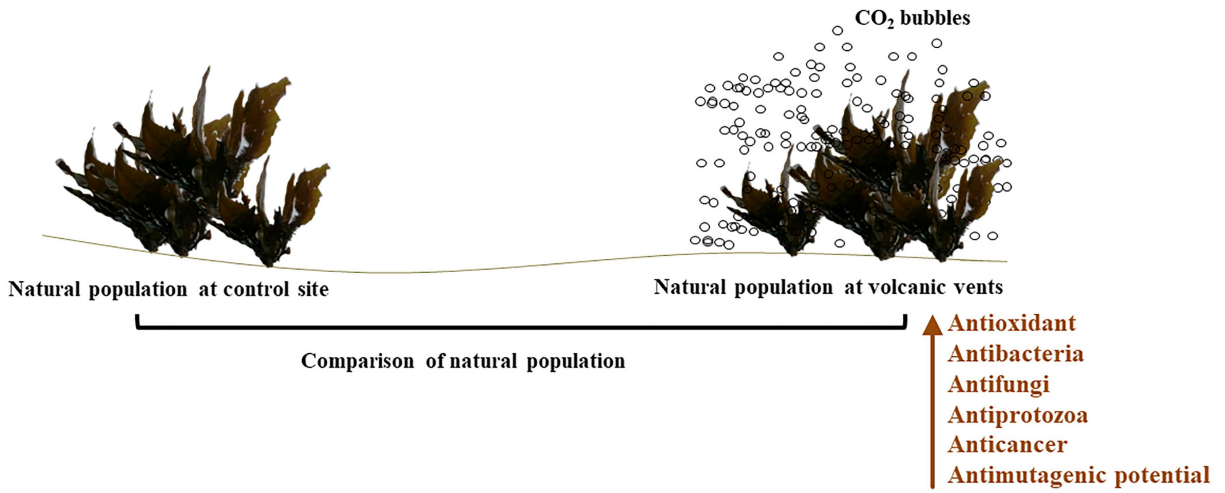 CO₂ bubbles
Natural population at control site
Natural population at volcanic vents
Comparison of natural population
Antioxidant
Antibacteria
Antifungi
Antiprotozoa
Anticancer
Antimutagenic potential